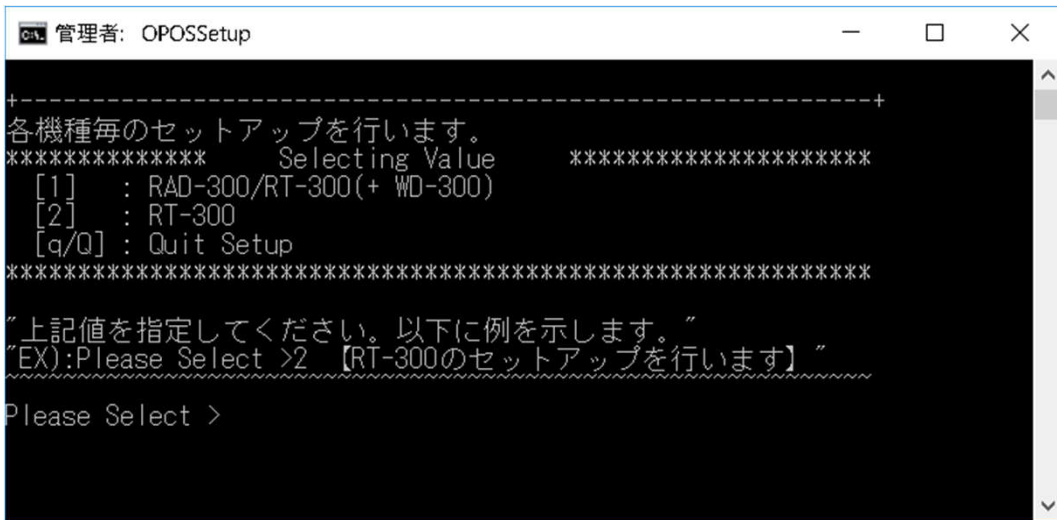 管理者: OPOSSetup
+-----------------------------------------------------------+
各機種毎のセットアップを行います。
************** Selecting Value *********************
[1] : RAD-300/RT-300(+ WD-300)
[2] : RT-300
[q/Q] : Quit Setup
************************************************************
"上記値を指定してください。以下に例を示します。"
"EX):Please Select >2 【RT-300のセットアップを行います】"
~~~~~~~~~~~~~~~~~~~~~~~~~~~~~~~~~~~~~~~~~~~~~~~~~~~~~~~~~~~~
Please Select >